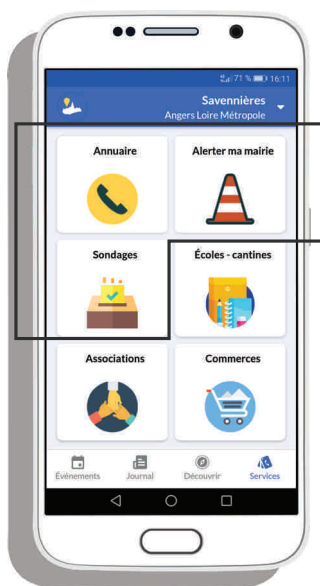 71 % 16:11
Savennières
Angers Loire Métropole
Annuaire
Alerter ma mairie
Sondages
Écoles - cantines
Associations
Commerces
Événements
Journal
Découvrir
Services